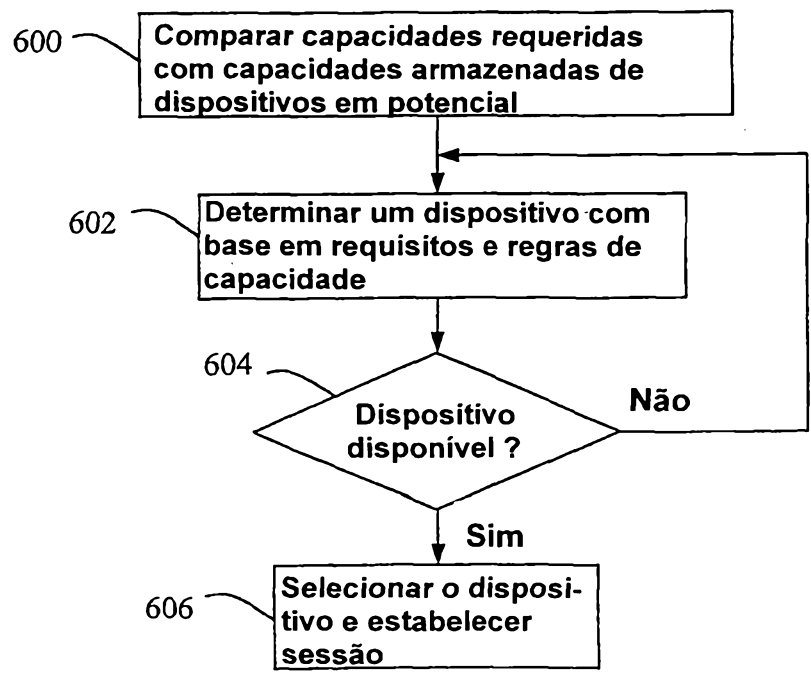 600
Comparar capacidades requeridas
com capacidades armazenadas de
dispositivos em potencial
602
Determinar um dispositivo com
base em requisitos e regras de
capacidade
604
Dispositivo
disponível ?
Não
Sim
606
Selecionar o disposi-
tivo e estabelecer
sessão